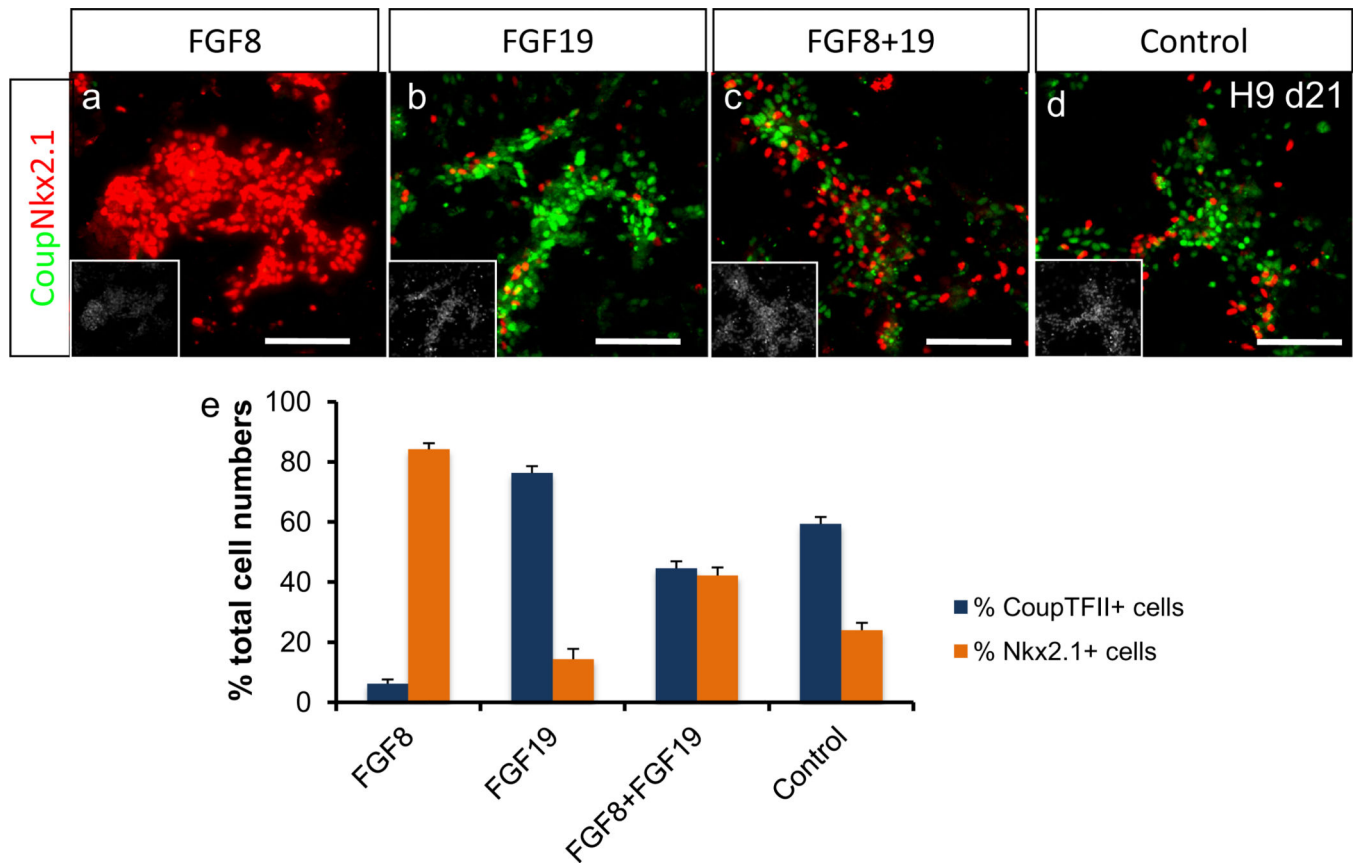 FGF8
FGF19
FGF8+19
Control
CoupNkx2.1
a
b
c
d
H9 d21
e
% total cell numbers
100
80
60
40
20
0
FGF8
FGF19
FGF8+FGF19
Control
% CoupTFII+ cells
% Nkx2.1+ cells